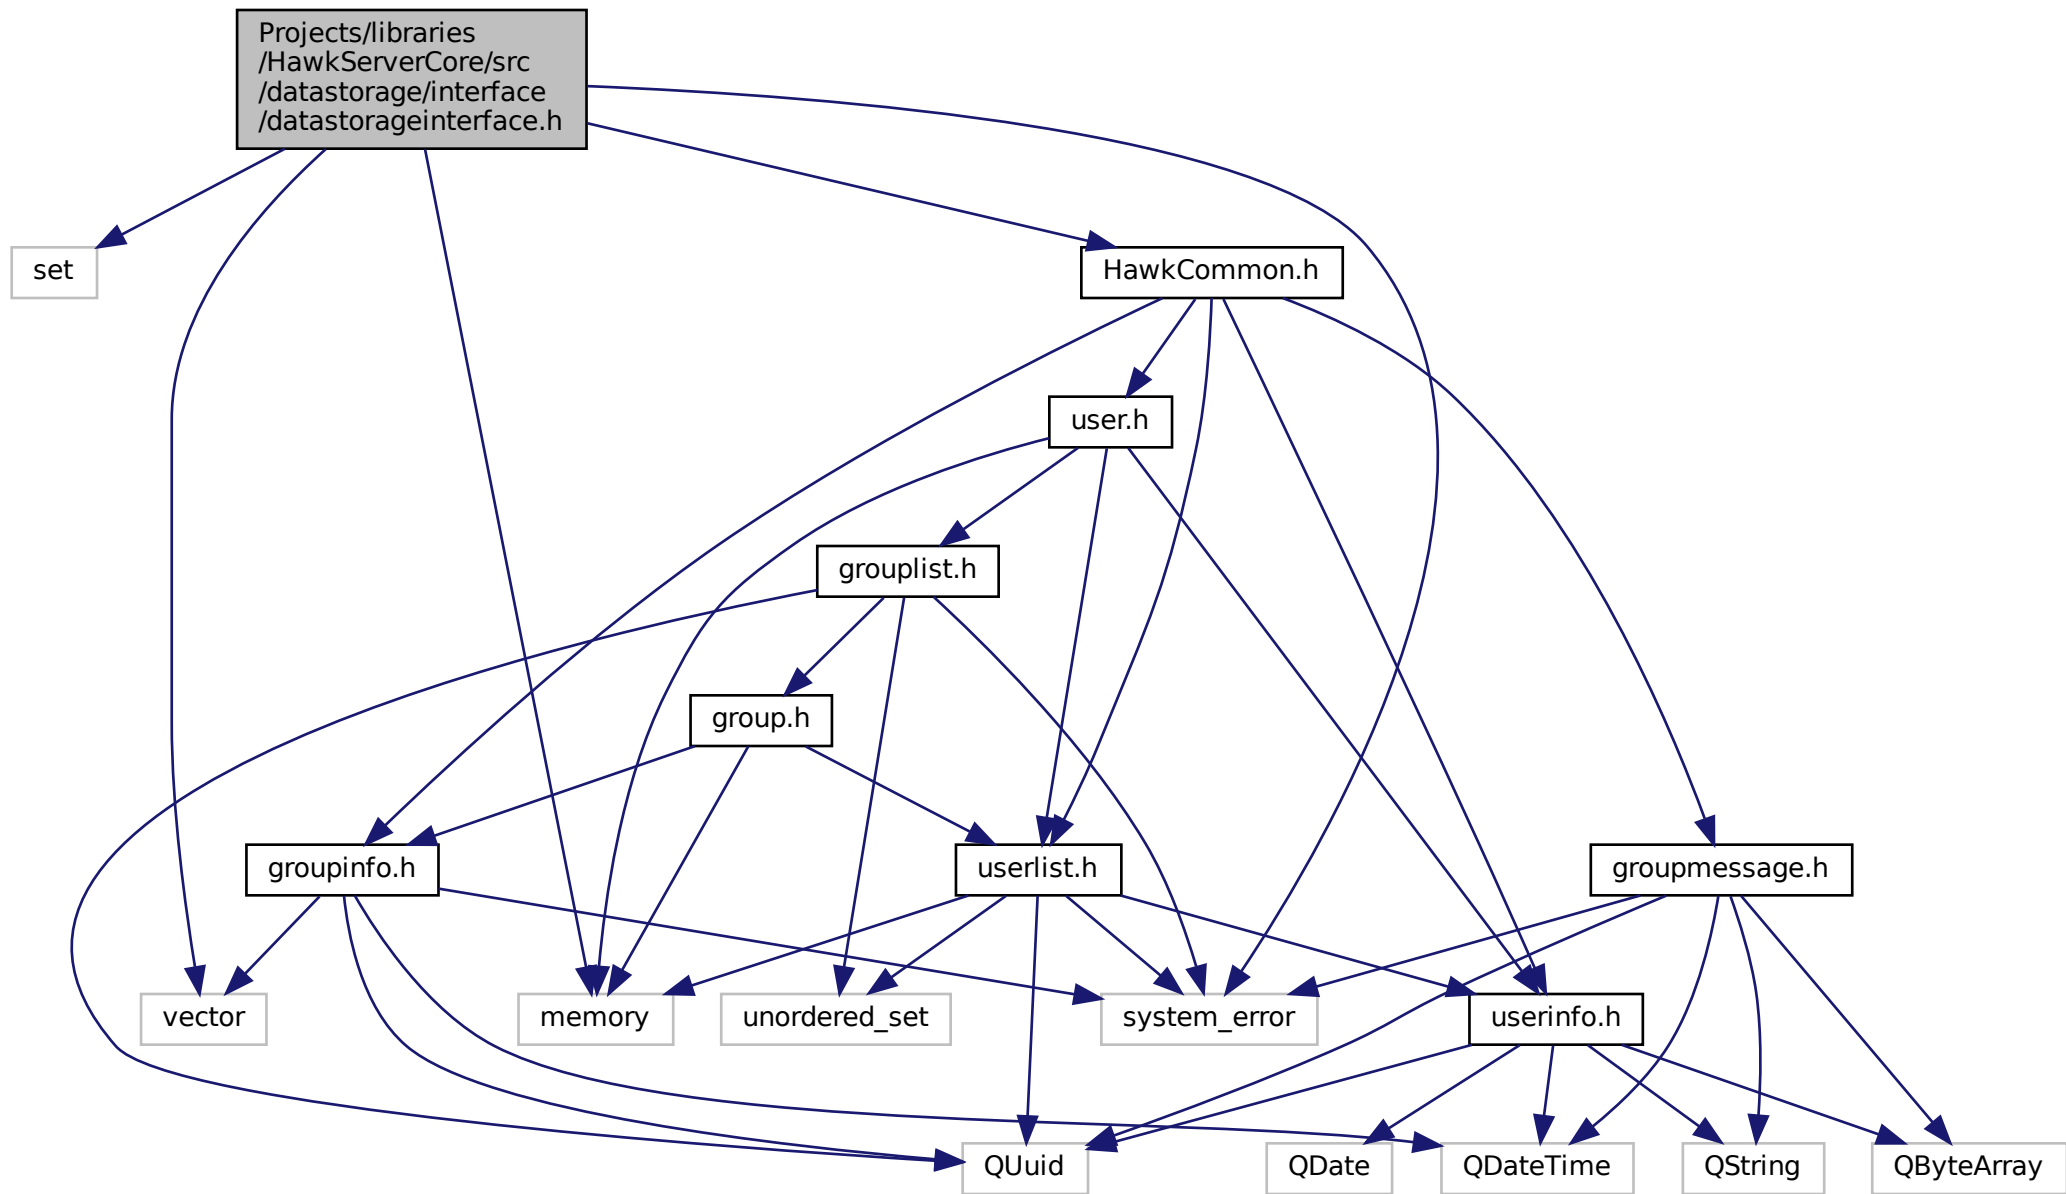 Projects/libraries
/HawkServerCore/src
/datastorage/interface
/datastorageinterface.h
set
HawkCommon.h
user.h
grouplist.h
group.h
groupinfo.h
userlist.h
groupmessage.h
vector
memory
unordered_set
system_error
userinfo.h
QUuid
QDate
QDateTime
QString
QByteArray